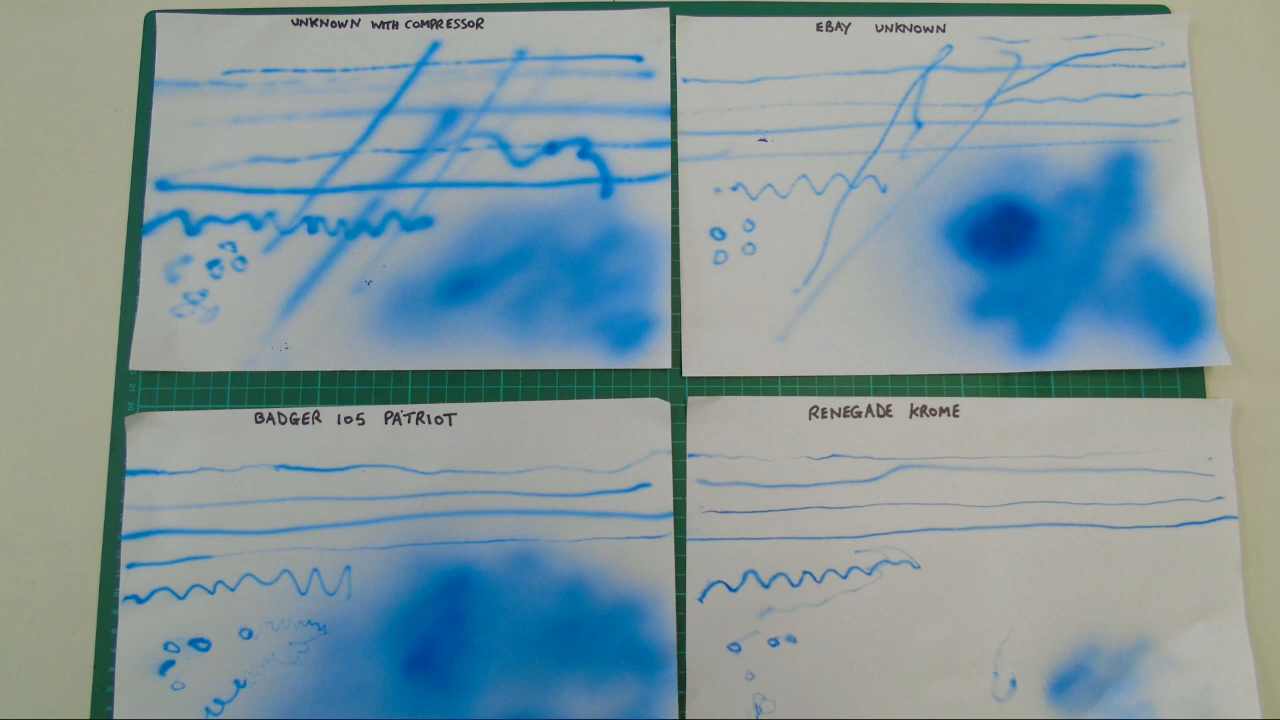 UNKNOWN WITH COMPRESSOR
EBAY UNKNOWN
BADGER 105 PATRIOT
RENEGADE KROME